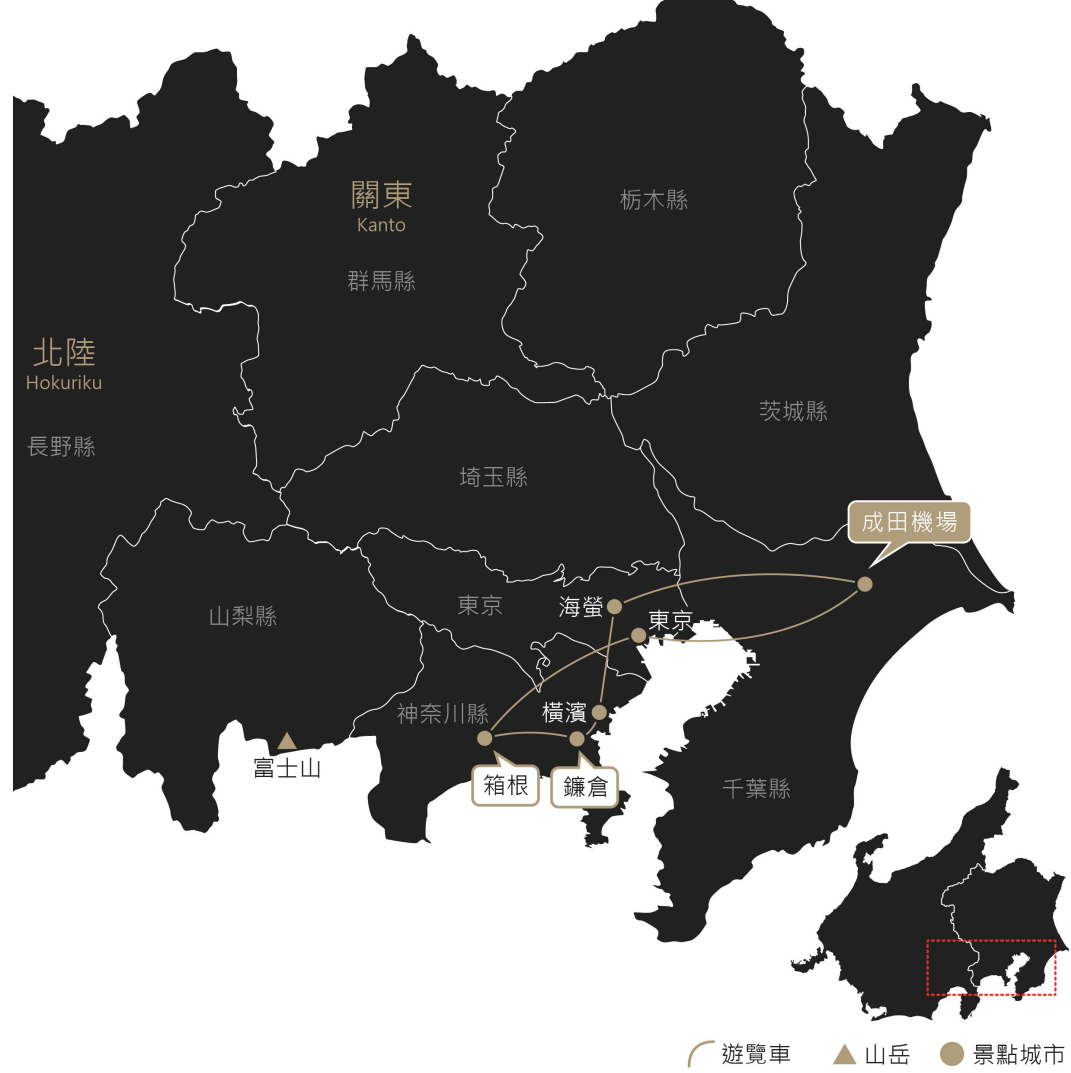 關東
Kanto
栃木縣
群馬縣
北陸
Hokuriku
長野縣
茨城縣
埼玉縣
成田機場
山梨縣
東京
海螢
東京
神奈川縣
橫濱
富士山
箱根
鐮倉
千葉縣
遊覽車
山岳
景點城市